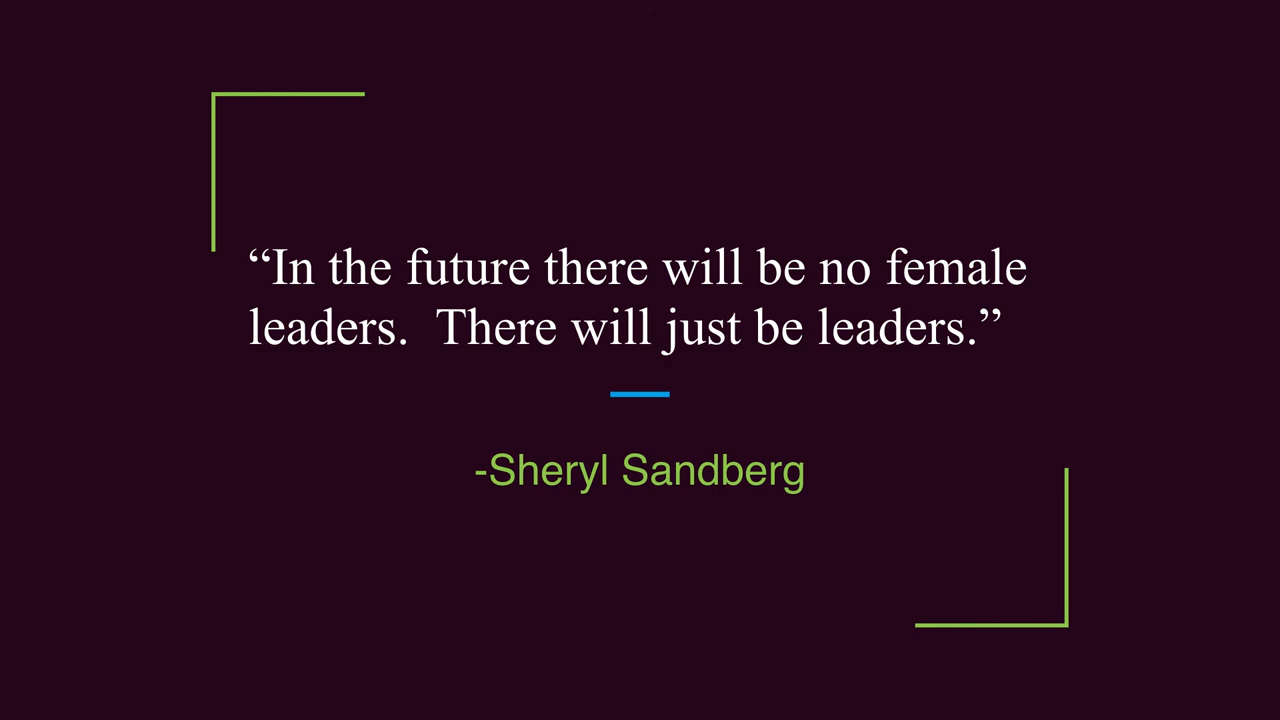 “In the future there will be no female
leaders.  There will just be leaders.”
-Sheryl Sandberg